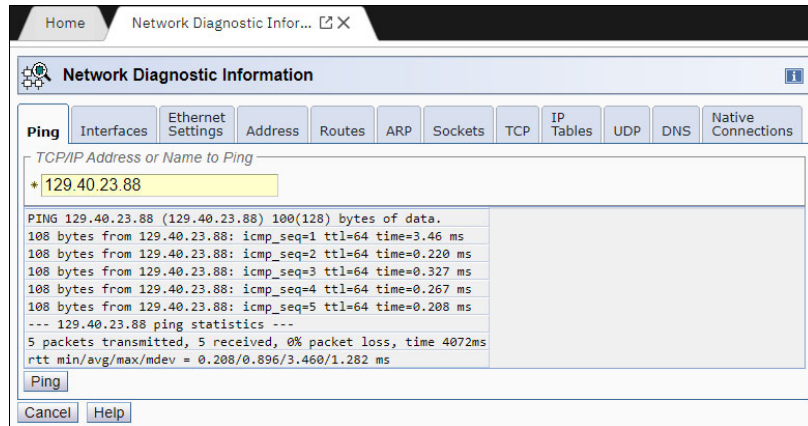 Home
Network Diagnostic Infor...
Network Diagnostic Information
Ping
Interfaces
Ethernet
Settings
Address
Routes
ARP
Sockets
TCP
IP
Tables
UDP
DNS
Native
Connections
TCP/IP Address or Name to Ping
* 129.40.23.88
PING 129.40.23.88 (129.40.23.88) 100(128) bytes of data.
108 bytes from 129.40.23.88: icmp_seq=1 ttl=64 time=3.46 ms
108 bytes from 129.40.23.88: icmp_seq=2 ttl=64 time=0.220 ms
108 bytes from 129.40.23.88: icmp_seq=3 ttl=64 time=0.327 ms
108 bytes from 129.40.23.88: icmp_seq=4 ttl=64 time=0.267 ms
108 bytes from 129.40.23.88: icmp_seq=5 ttl=64 time=0.208 ms
--- 129.40.23.88 ping statistics ---
5 packets transmitted, 5 received, 0% packet loss, time 4072ms
rtt min/avg/max/mdev = 0.208/0.896/3.460/1.282 ms
Ping
Cancel
Help